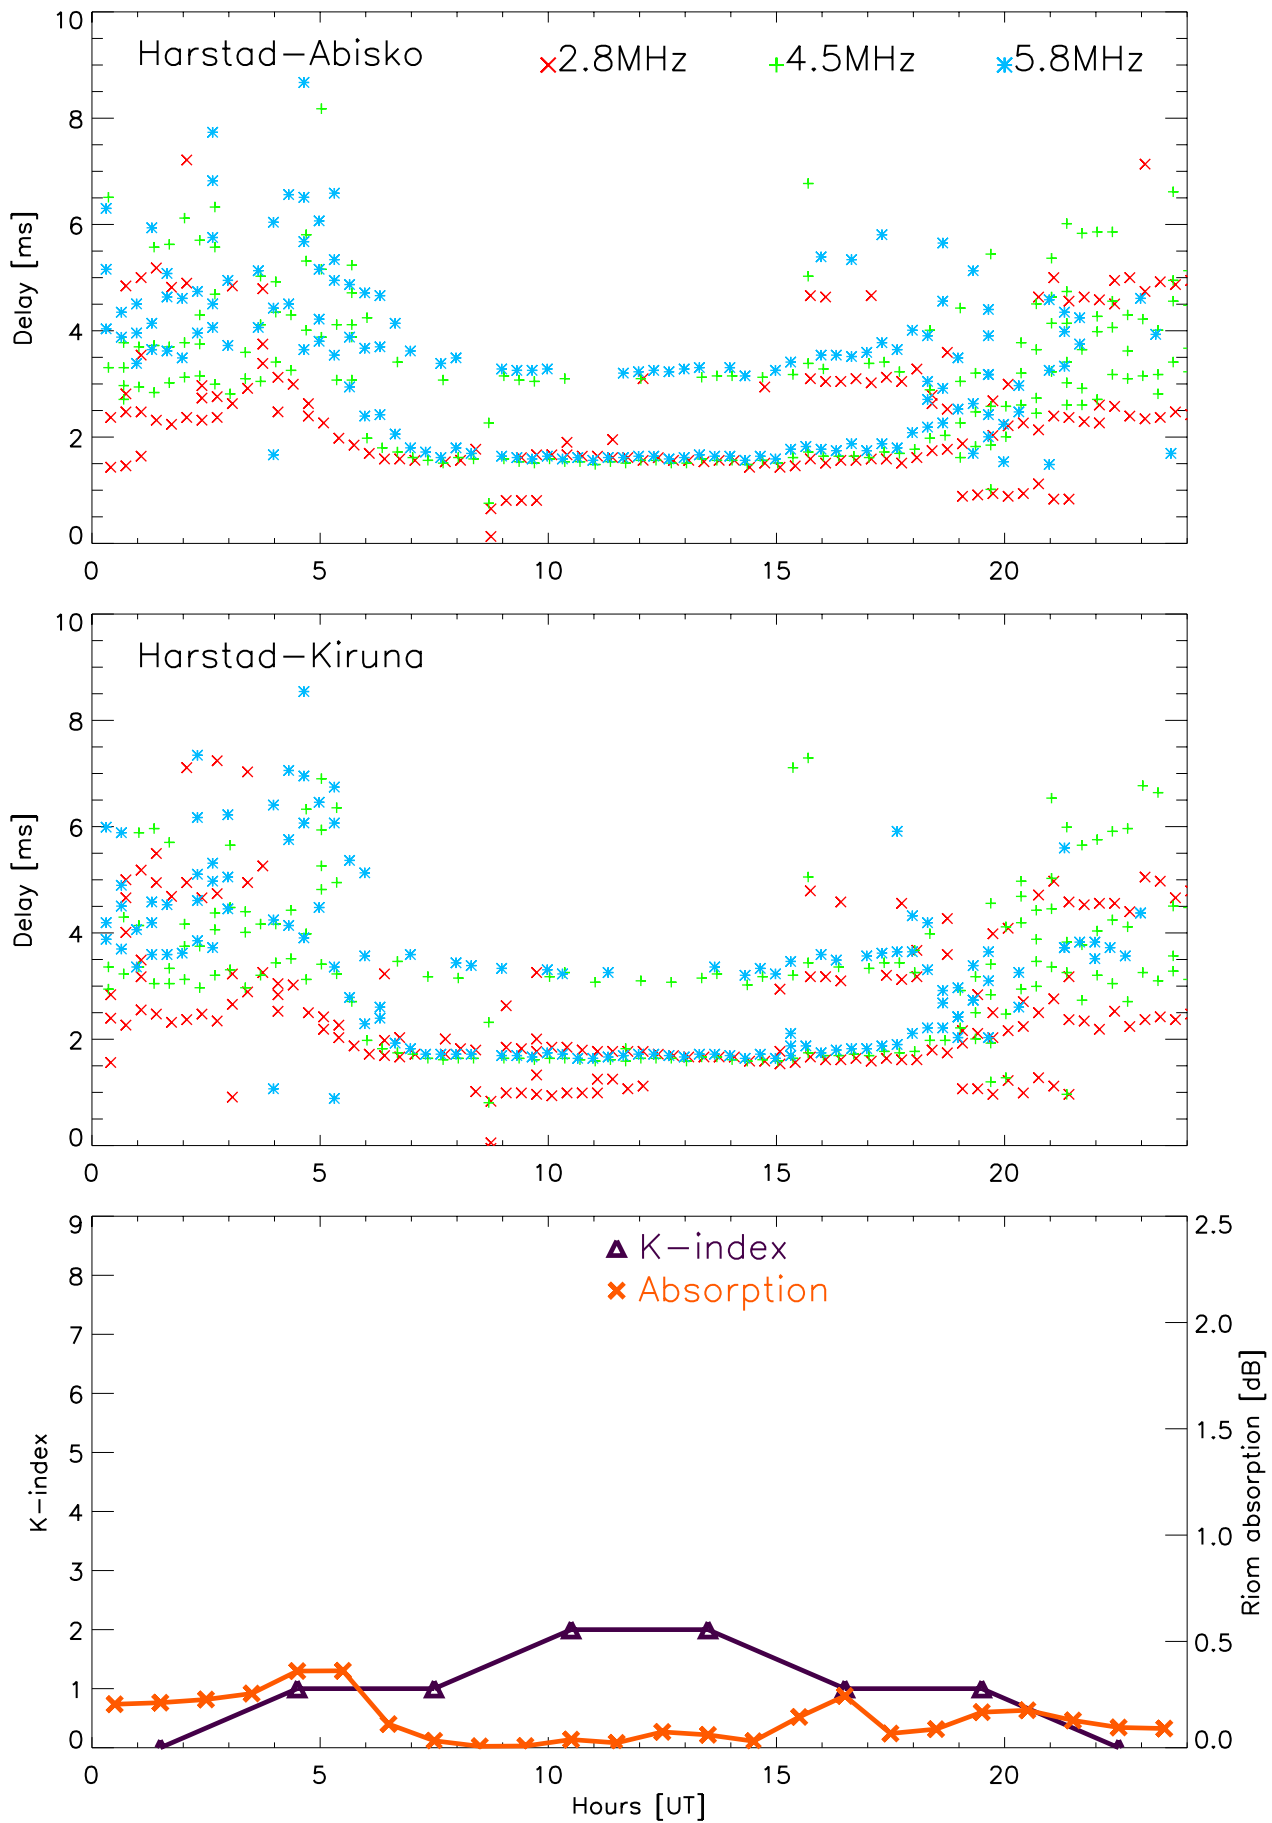 10
Harstad-Abisko
2.8MHz
4.5MHz
5.8MHz
8
6
4
2
0
Delay [ms]
0 5 10 15 20
10
Harstad-Kiruna
8
6
4
2
0
Delay [ms]
0 5 10 15 20
9
8
7
6
5
4
3
2
1
0
K-index
K-index
Absorption
2.5
2.0
1.5
1.0
0.5
0.0
Riom absorption [dB]
0 5 10 15 20
Hours [UT]